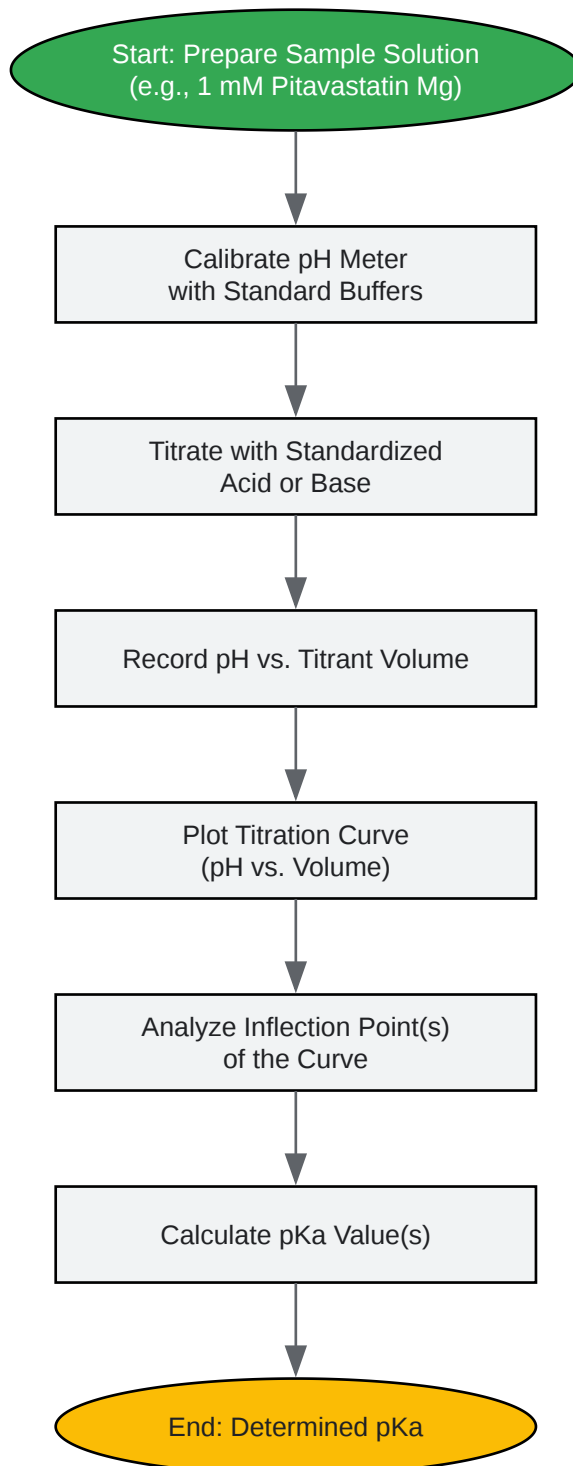 Start: Prepare Sample Solution
(e.g., 1 mM Pitavastatin Mg)
Calibrate pH Meter
with Standard Buffers
Titrate with Standardized
Acid or Base
Record pH vs. Titrant Volume
Plot Titration Curve
(pH vs. Volume)
Analyze Inflection Point(s)
of the Curve
Calculate pKa Value(s)
End: Determined pKa